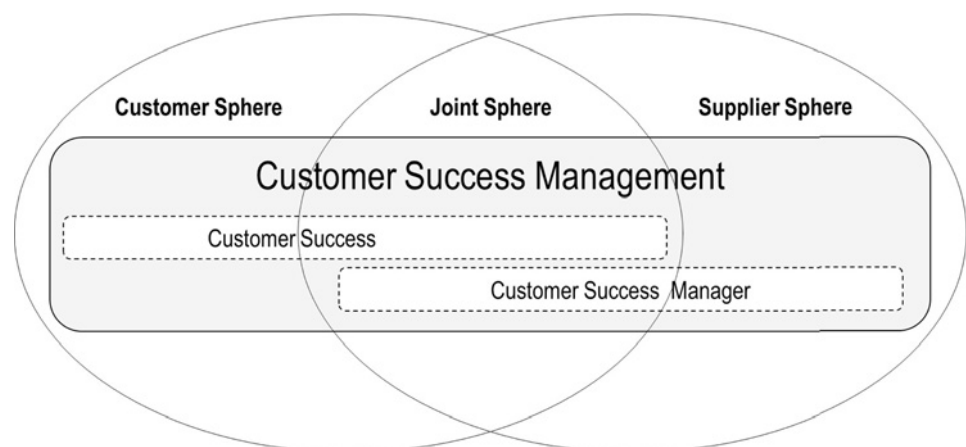 Customer Sphere Joint Sphere Supplier Sphere
Customer Success Management
Customer Success
Customer Success Manager